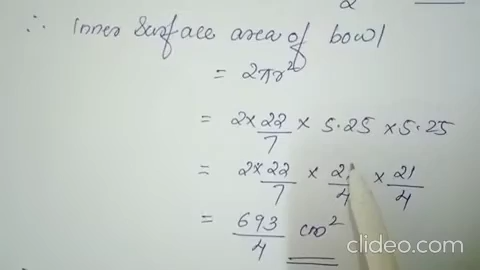 2
∴ Inner Surface area of bowl
= 2πr²
= 2×22/7 × 5.25 × 5.25
= 2×22/7 × 21/4 × 21/4
= 693/4 cm²
clideo.com